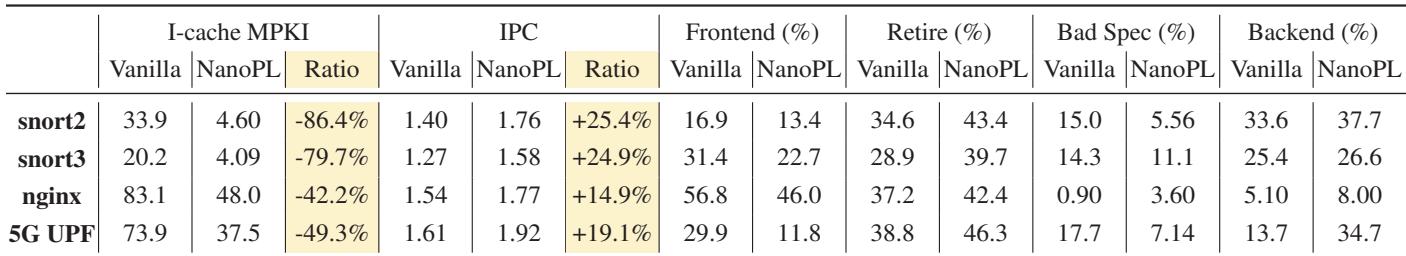 I-cache MPKI IPC Frontend (%) Retire (%) Bad Spec (%) Backend (%)
Vanilla NanoPL Ratio Vanilla NanoPL Ratio Vanilla NanoPL Vanilla NanoPL Vanilla NanoPL Vanilla NanoPL
snort2 33.9 4.60 -86.4% 1.40 1.76 +25.4% 16.9 13.4 34.6 43.4 15.0 5.56 33.6 37.7
snort3 20.2 4.09 -79.7% 1.27 1.58 +24.9% 31.4 22.7 28.9 39.7 14.3 11.1 25.4 26.6
nginx 83.1 48.0 -42.2% 1.54 1.77 +14.9% 56.8 46.0 37.2 42.4 0.90 3.60 5.10 8.00
5G UPF 73.9 37.5 -49.3% 1.61 1.92 +19.1% 29.9 11.8 38.8 46.3 17.7 7.14 13.7 34.7